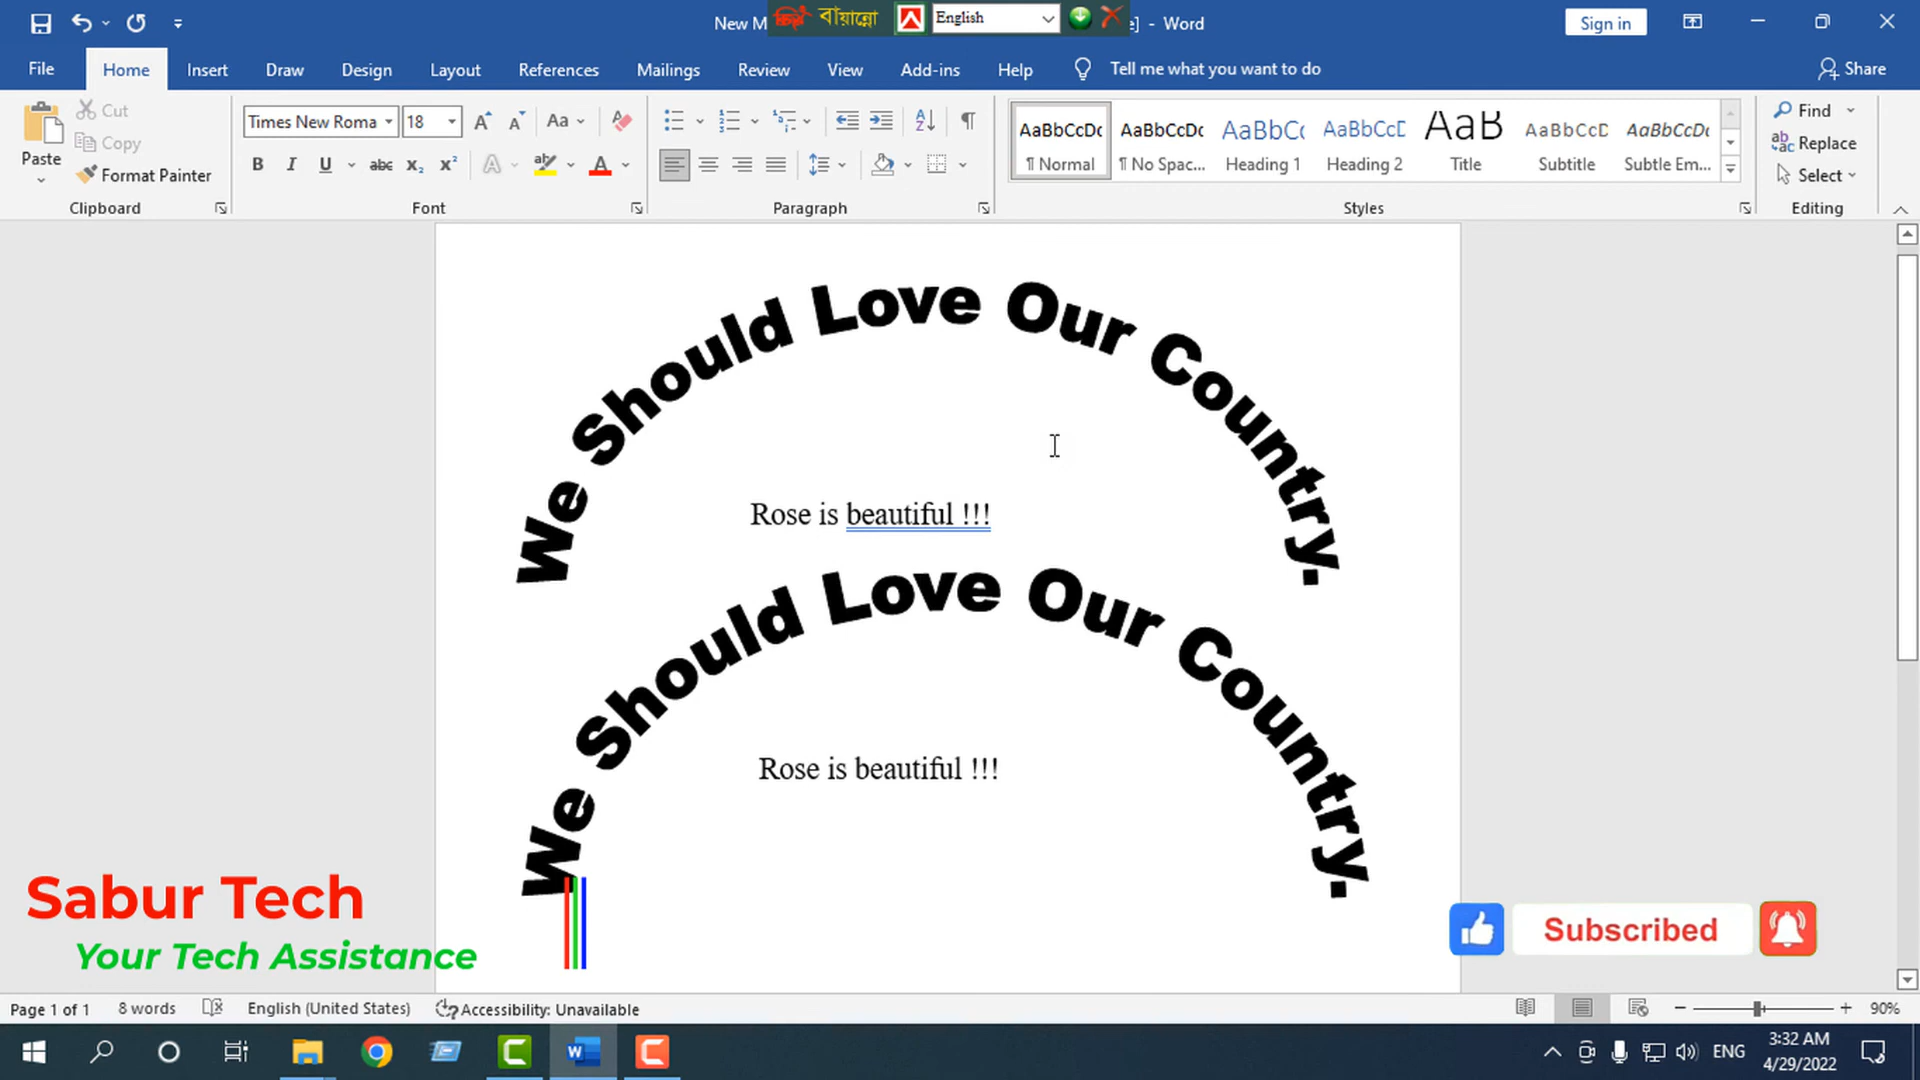 New M
চিত্র বায়ান্নো
English
e] - Word
Sign in
File
Home
Insert
Draw
Design
Layout
References
Mailings
Review
View
Add-ins
Help
Tell me what you want to do
Share
Paste
Cut
Copy
Format Painter
Clipboard
Times New Roma
18
Font
Paragraph
AaBbCcDc
¶ Normal
AaBbCcDc
¶ No Spac...
AaBbCc
Heading 1
AaBbCcD
Heading 2
AaB
Title
AaBbCcD
Subtitle
AaBbCcDc
Subtle Em...
Styles
Find
Replace
Select
Editing
We Should Love Our Country.
Rose is beautiful !!!
We Should Love Our Country.
Rose is beautiful !!!
Sabur Tech
Your Tech Assistance
Subscribed
Page 1 of 1
8 words
English (United States)
Accessibility: Unavailable
90%
ENG
3:32 AM
4/29/2022